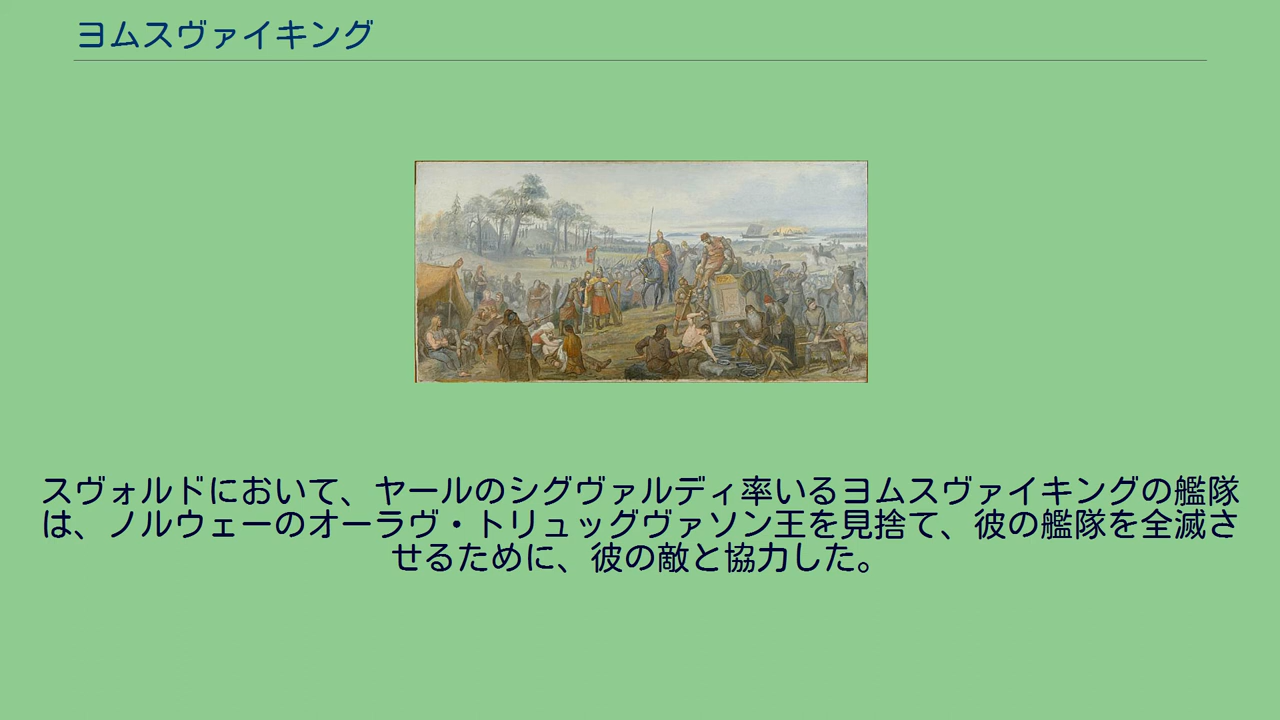 ヨムスヴァイキング
スヴォルドにおいて、ヤールのシグヴァルディ率いるヨムスヴァイキングの艦隊
は、ノルウェーのオーラヴ・トリュッグヴァソン王を見捨て、彼の艦隊を全滅さ
せるために、彼の敵と協力した。